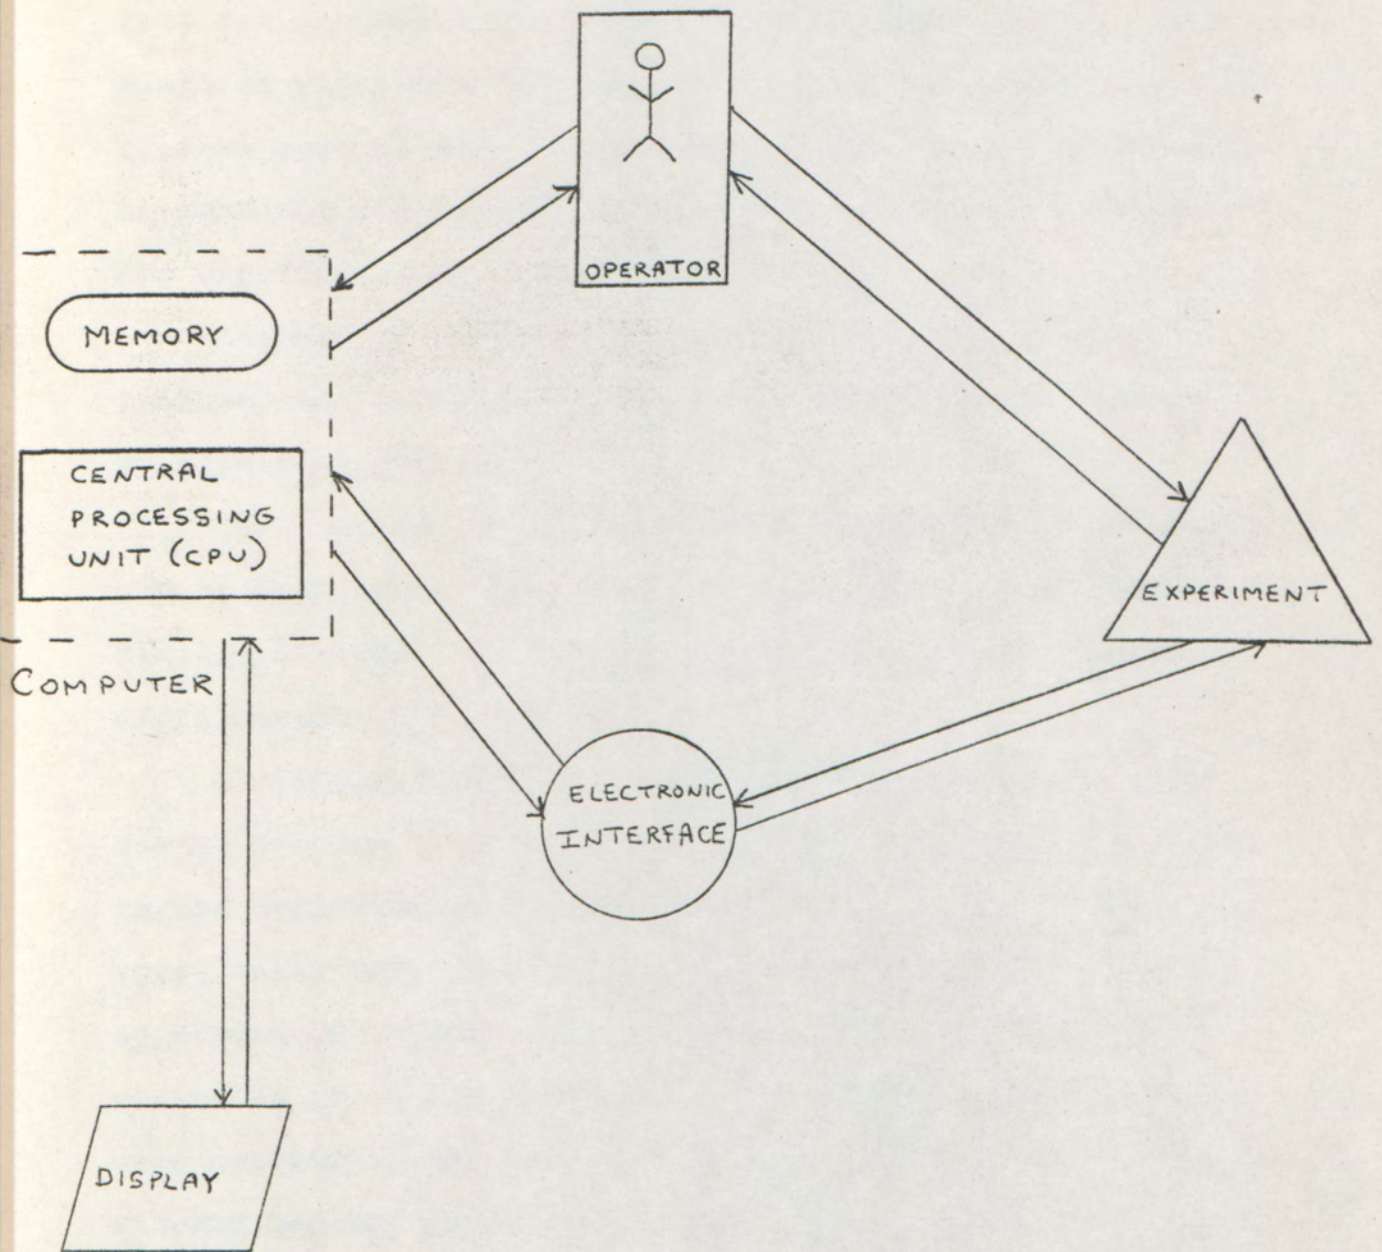 OPERATOR
MEMORY
CENTRAL
PROCESSING
UNIT (CPU)
EXPERIMENT
COMPUTER
ELECTRONIC
INTERFACE
DISPLAY